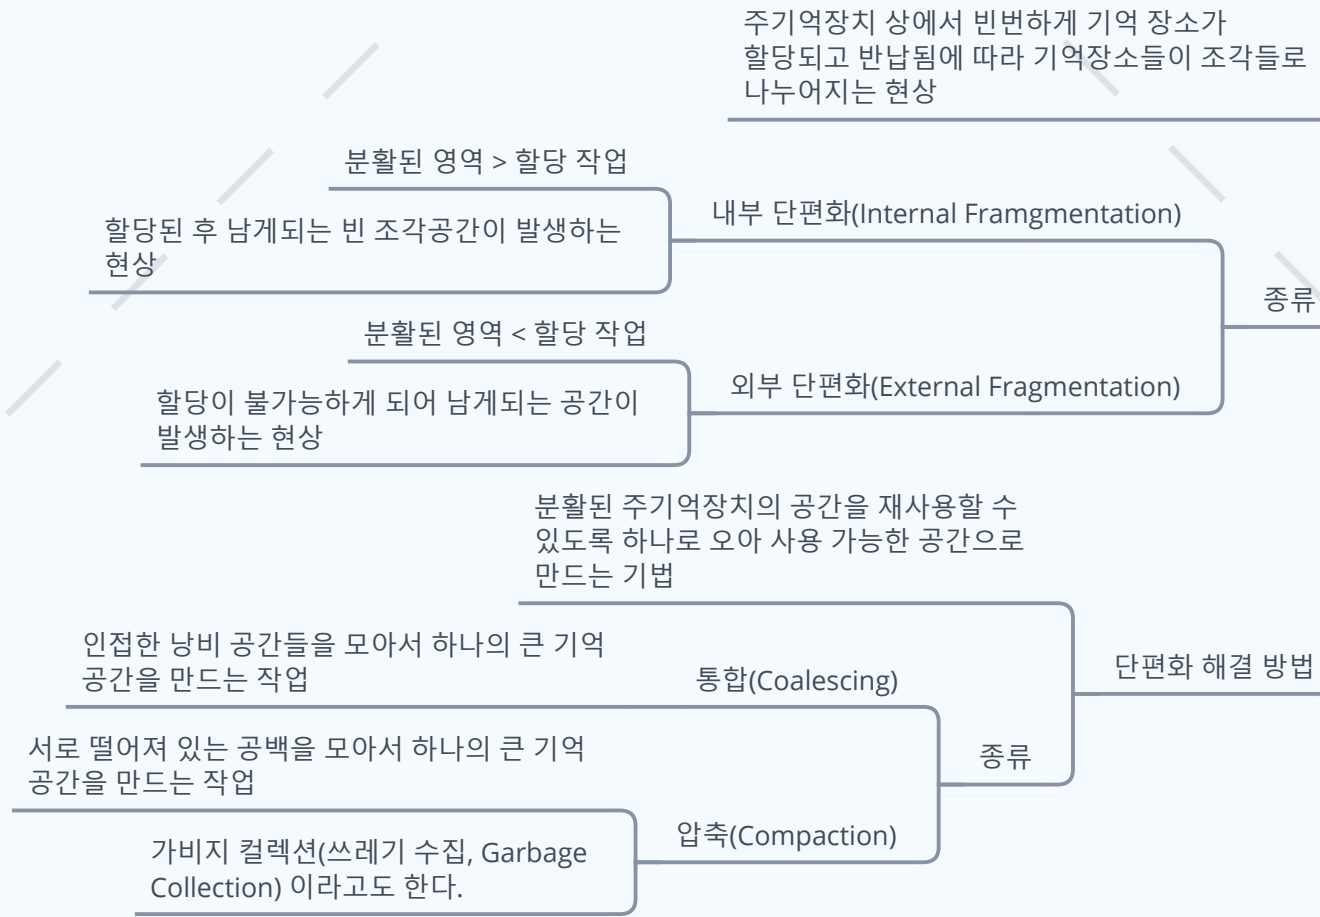 주기억장치 상에서 빈번하게 기억 장소가
할당되고 반납됨에 따라 기억장소들이 조각들로
나누어지는 현상
분활된 영역 > 할당 작업
할당된 후 남게되는 빈 조각공간이 발생하는
현상
내부 단편화(Internal Framgmentation)
종류
분활된 영역 < 할당 작업
할당이 불가능하게 되어 남게되는 공간이
발생하는 현상
외부 단편화(External Fragmentation)
분활된 주기억장치의 공간을 재사용할 수
있도록 하나로 오아 사용 가능한 공간으로
만드는 기법
단편화 해결 방법
인접한 낭비 공간들을 모아서 하나의 큰 기억
공간을 만드는 작업
통합(Coalescing)
종류
서로 떨어져 있는 공백을 모아서 하나의 큰 기억
공간을 만드는 작업
압축(Compaction)
가비지 컬렉션(쓰레기 수집, Garbage
Collection) 이라고도 한다.